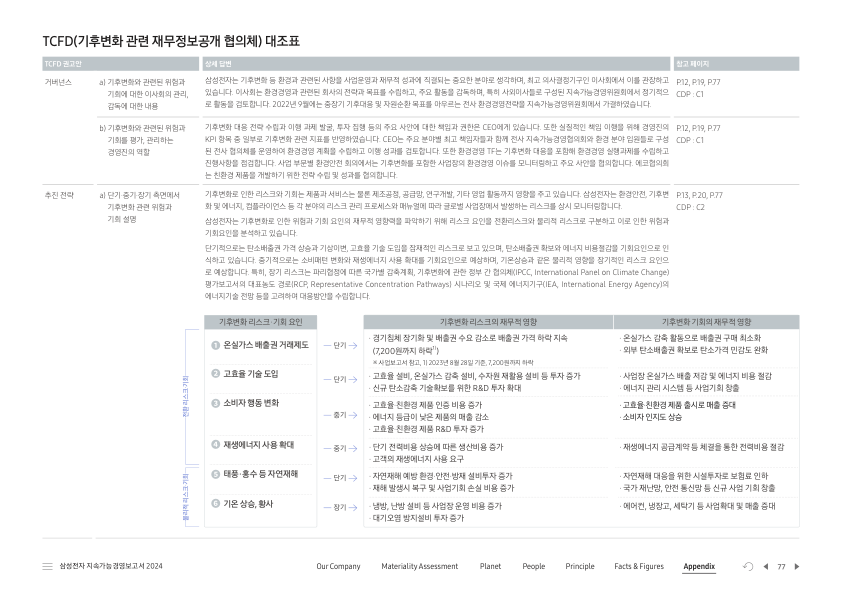 TCFD(기후변화 관련 재무정보공개 협의체) 대조표
TCFD 권고안
상세 답변
참고 페이지
거버넌스
a) 기후변화와 관련된 위험과
기회에 대한 이사회의 관리,
감독에 대한 내용
삼성전자는 기후변화 등 환경과 관련된 사항을 사업운영과 재무적 성과에 직결되는 중요한 분야로 생각하며, 최고 의사결정기구인 이사회에서 이를 관장하고
있습니다. 이사회는 환경과 관련된 회사의 전략과 목표를 수립하고, 주요 활동을 감독하며, 특히 사외이사들로 구성된 지속가능경영위원회에서 정기적으
로 활동을 검토합니다. 2022년 9월에는 중장기 기후대응 및 자원순환 목표를 아우르는 전사 환경경영전략을 지속가능경영위원회에서 가결하였습니다.
P.12, P.19, P.77
CDP : C1
b) 기후변화와 관련된 위험과
기회를 평가, 관리하는
경영진의 역할
기후변화 대응 전략 수립과 이행 과제 발굴, 투자 집행 등의 주요 사안에 대한 책임과 권한은 CEO에게 있습니다. 또한 실질적인 책임 이행을 위해 경영진의
KPI 항목 중 일부로 기후변화 관련 지표를 반영하였습니다. CEO는 주요 분야별 최고 책임자들과 함께 전사 지속가능경영협의회와 환경 분야 임원들로 구성
된 전사 협의체를 운영하여 환경경영 계획을 수립하고 이행 성과를 검토합니다. 또한 환경경영 TF는 기후변화 대응을 포함해 환경경영 실행과제를 수립하고
진행사항을 점검합니다. 사업 부문별 환경안전 회의에서는 기후변화를 포함한 사업장의 환경경영 이슈를 모니터링하고 주요 사안을 협의합니다. 에코협의회
는 친환경 제품을 개발하기 위한 전략 수립 및 성과를 협의합니다.
P.12, P.19, P.77
CDP : C1
추진 전략
a) 단기·중기·장기 측면에서
기후변화 관련 위험과
기회 설명
기후변화로 인한 리스크와 기회는 제품과 서비스는 물론 제조공정, 공급망, 연구개발, 기타 영업 활동까지 영향을 주고 있습니다. 삼성전자는 환경안전, 기후변
화 및 에너지, 컴플라이언스 등 각 분야의 리스크 관리 프로세스와 매뉴얼에 따라 글로벌 사업장에서 발생하는 리스크를 상시 모니터링합니다.
삼성전자는 기후변화로 인한 위험과 기회 요인의 재무적 영향력을 파악하기 위해 리스크 요인을 전환리스크와 물리적 리스크로 구분하고 이로 인한 위험과
기회요인을 분석하고 있습니다.
단기적으로는 탄소배출권 가격 상승과 기상이변, 고효율 기술 도입을 잠재적인 리스크로 보고 있으며, 탄소배출권 확보와 에너지 비용절감을 기회요인으로 인
식하고 있습니다. 중기적으로는 소비패턴 변화와 재생에너지 사용 확대를 기회요인으로 예상하며, 기온상승과 같은 물리적 영향을 장기적인 리스크 요인으
로 예상합니다. 특히, 장기 리스크는 파리협정에 따른 국가별 감축계획, 기후변화에 관한 정부 간 협의체(IPCC, International Panel on Climate Change)
평가보고서의 대표농도 경로(RCP, Representative Concentration Pathways) 시나리오 및 국제 에너지기구(IEA, International Energy Agency)의
에너지기술 전망 등을 고려하여 대응방안을 수립합니다.
P.13, P.20, P.77
CDP : C2
기후변화 리스크·기회 요인
기후변화 리스크의 재무적 영향
기후변화 기회의 재무적 영향
전환 리스크·기회
1 온실가스 배출권 거래제도
단기
· 경기침체 장기화 및 배출권 수요 감소로 배출권 가격 하락 지속
(7,200원까지 하락1))
※ 사업보고서 참고, 1) 2023년 8월 28일 기준, 7,200원까지 하락
· 온실가스 감축 활동으로 배출권 구매 최소화
· 외부 탄소배출권 확보로 탄소가격 민감도 완화
2 고효율 기술 도입
단기
· 고효율 설비, 온실가스 감축 설비, 수자원 재활용 설비 등 투자 증가
· 신규 탄소감축 기술확보를 위한 R&D 투자 확대
· 사업장 온실가스 배출 저감 및 에너지 비용 절감
· 에너지 관리 시스템 등 사업기회 창출
3 소비자 행동 변화
중기
· 고효율·친환경 제품 인증 비용 증가
· 에너지 등급이 낮은 제품의 매출 감소
· 고효율·친환경 제품 R&D 투자 증가
· 고효율·친환경 제품 출시로 매출 증대
· 소비자 인지도 상승
4 재생에너지 사용 확대
중기
· 단기 전력비용 상승에 따른 생산비용 증가
· 고객의 재생에너지 사용 요구
· 재생에너지 공급계약 등 체결을 통한 전력비용 절감
물리적 리스크·기회
5 태풍·홍수 등 자연재해
단기
· 자연재해 예방 환경·안전·방재 설비투자 증가
· 재해 발생시 복구 및 사업기회 손실 비용 증가
· 자연재해 대응을 위한 시설투자로 보험료 인하
· 국가 재난망, 안전 통신망 등 신규 사업 기회 창출
6 기온 상승, 황사
장기
· 냉방, 난방 설비 등 사업장 운영 비용 증가
· 대기오염 방지설비 투자 증가
· 에어컨, 냉장고, 세탁기 등 사업확대 및 매출 증대
삼성전자 지속가능경영보고서 2024
Our Company
Materiality Assessment
Planet
People
Principle
Facts & Figures
Appendix
77